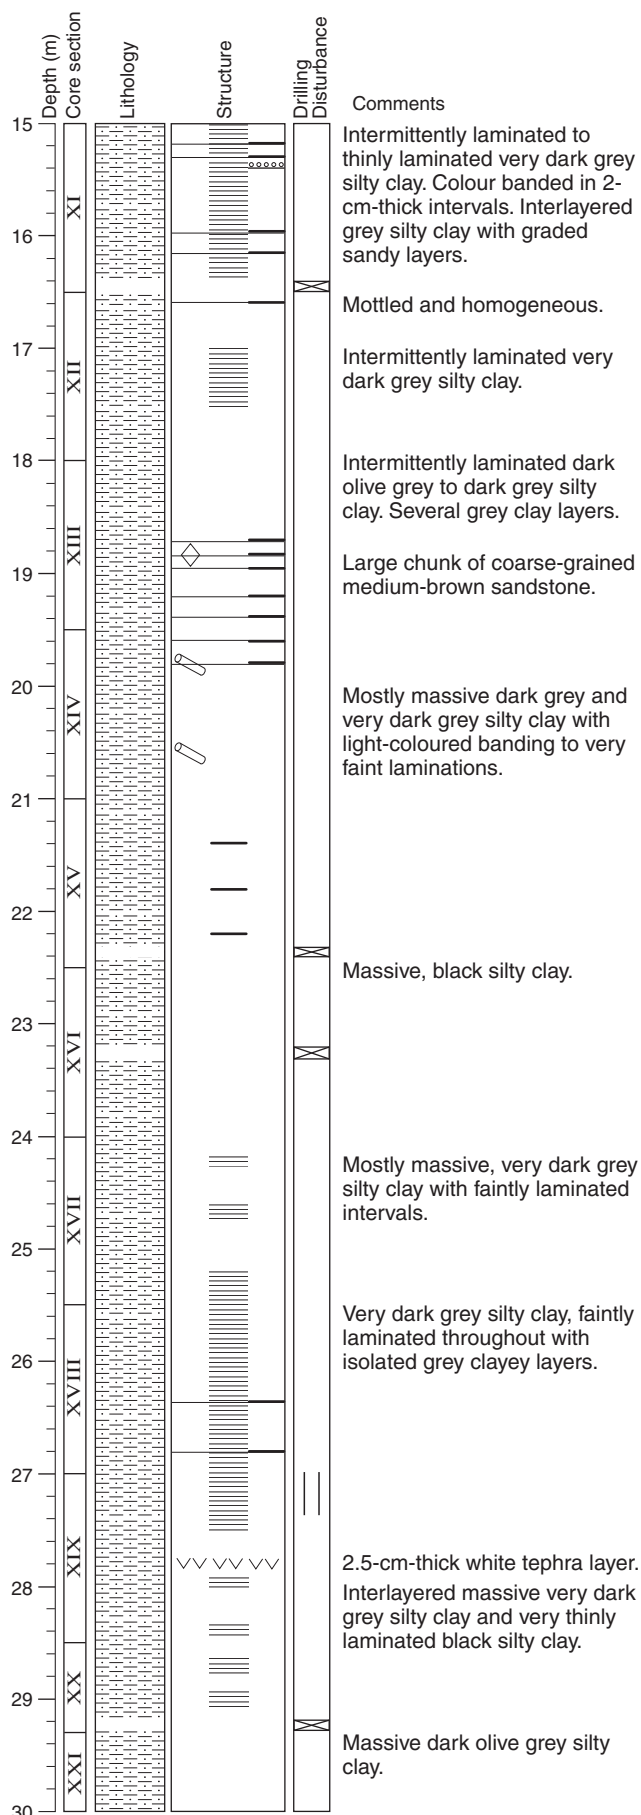 Depth (m)
Core section
Lithology
Structure
Drilling
Disturbance
Comments
15
XI
Intermittently laminated to
thinly laminated very dark grey
silty clay. Colour banded in 2-
cm-thick intervals. Interlayered
grey silty clay with graded
sandy layers.
16
Mottled and homogeneous.
17
XII
Intermittently laminated very
dark grey silty clay.
18
XIII
Intermittently laminated dark
olive grey to dark grey silty
clay. Several grey clay layers.
19
Large chunk of coarse-grained
medium-brown sandstone.
20
XIV
Mostly massive dark grey and
very dark grey silty clay with
light-coloured banding to very
faint laminations.
21
XV
22
Massive, black silty clay.
23
XVI
24
Mostly massive, very dark grey
silty clay with faintly laminated
intervals.
XVII
25
Very dark grey silty clay, faintly
laminated throughout with
isolated grey clayey layers.
26
XVIII
27
XIX
2.5-cm-thick white tephra layer.
28
Interlayered massive very dark
grey silty clay and very thinly
laminated black silty clay.
XX
29
Massive dark olive grey silty
clay.
XXI
30